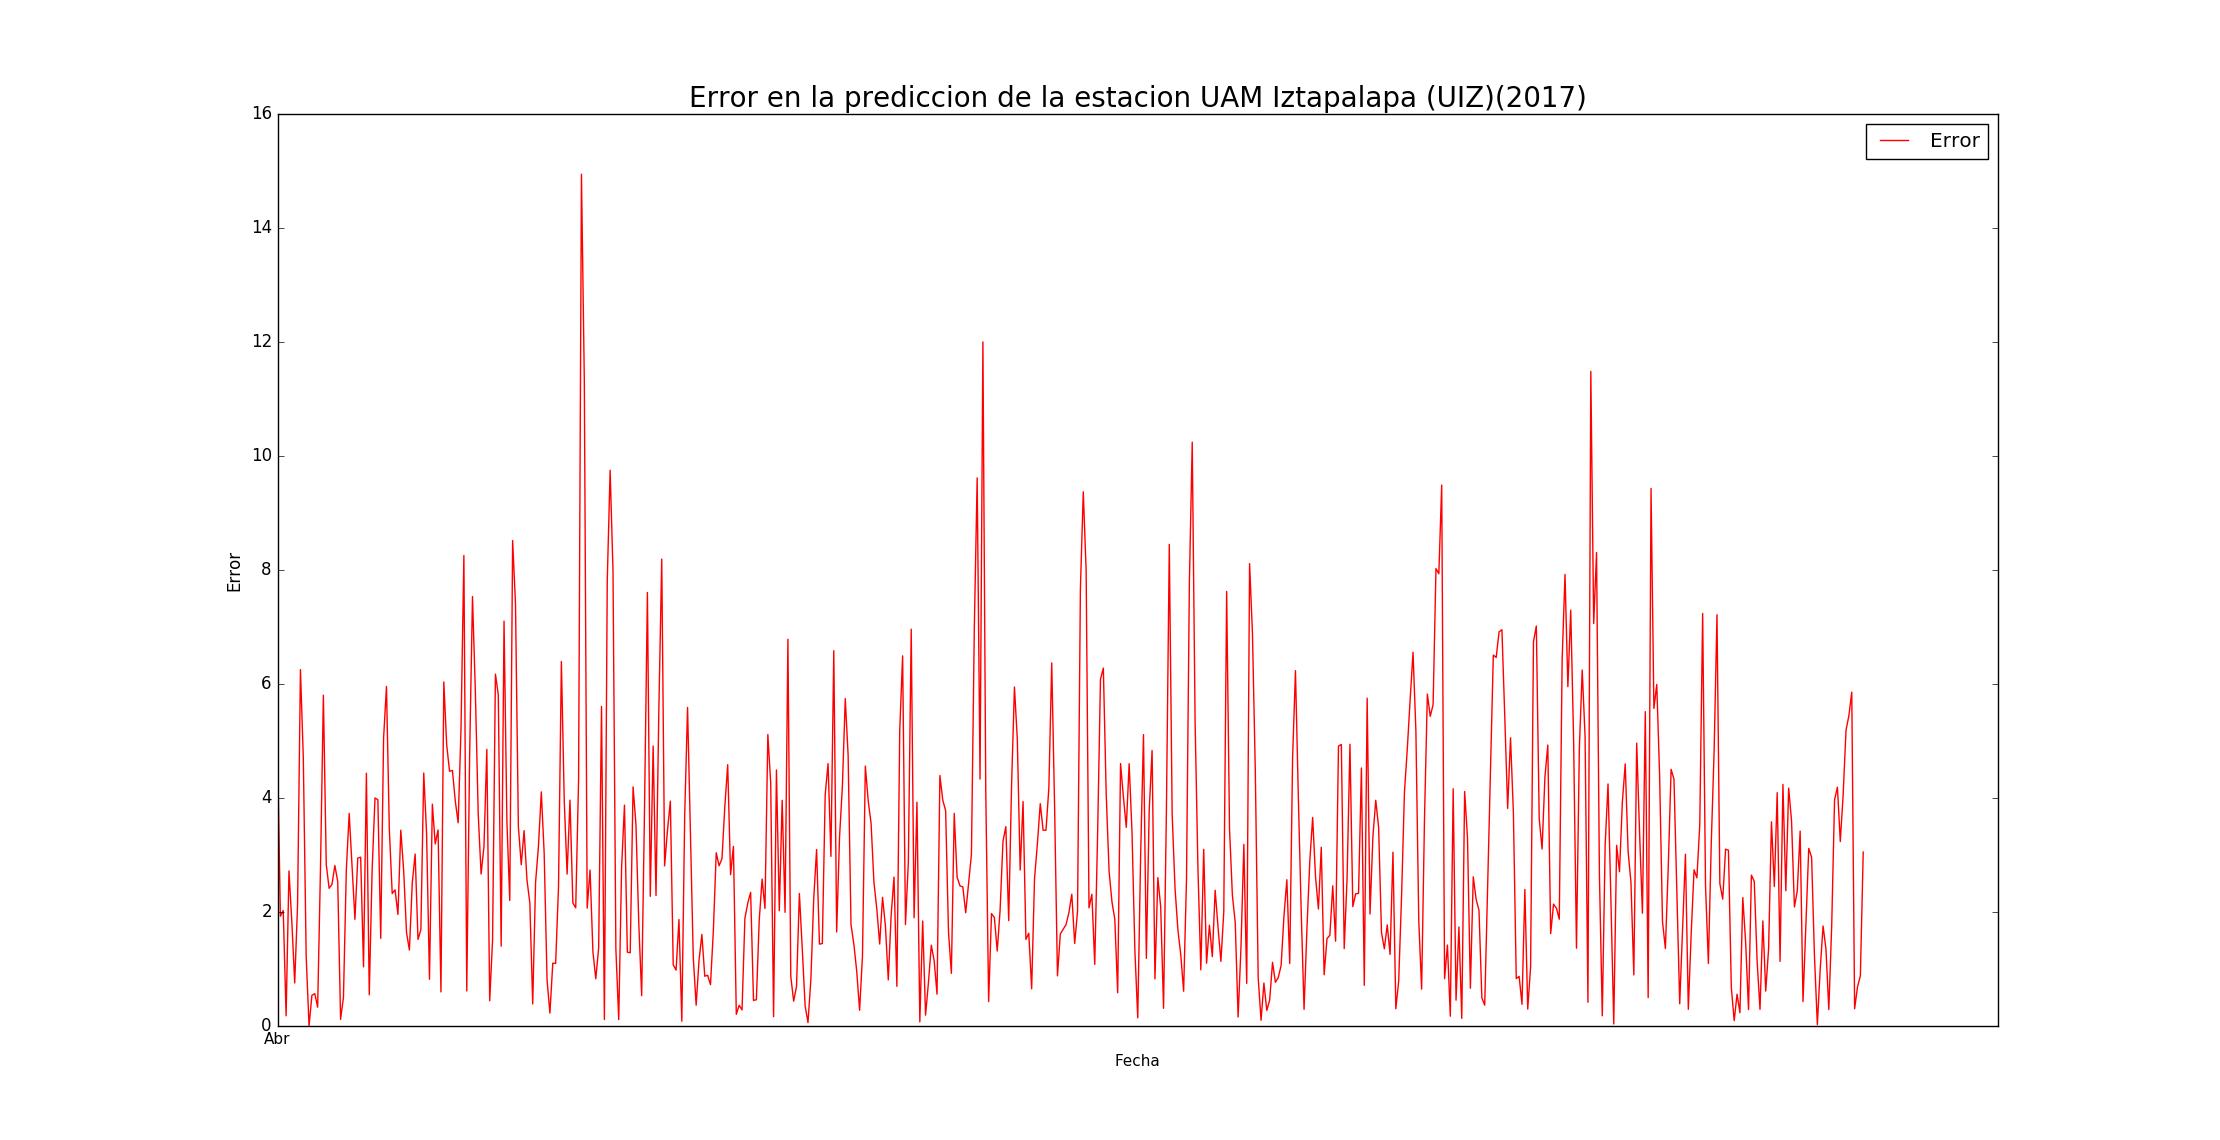 Error en la prediccion de la estacion UAM Iztapalapa (UIZ)(2017)
16
14
12
10
8
6
4
2
0
Error
Error
Abr
Fecha